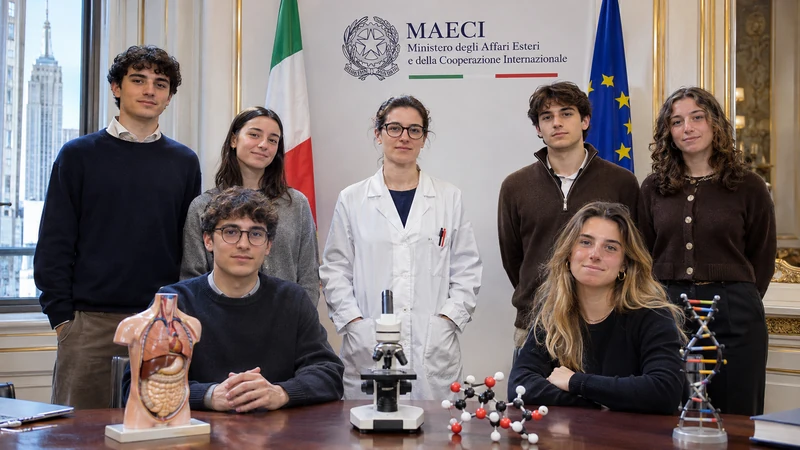 MAECI
Ministero degli Affari Esteri
e della Cooperazione Internazionale